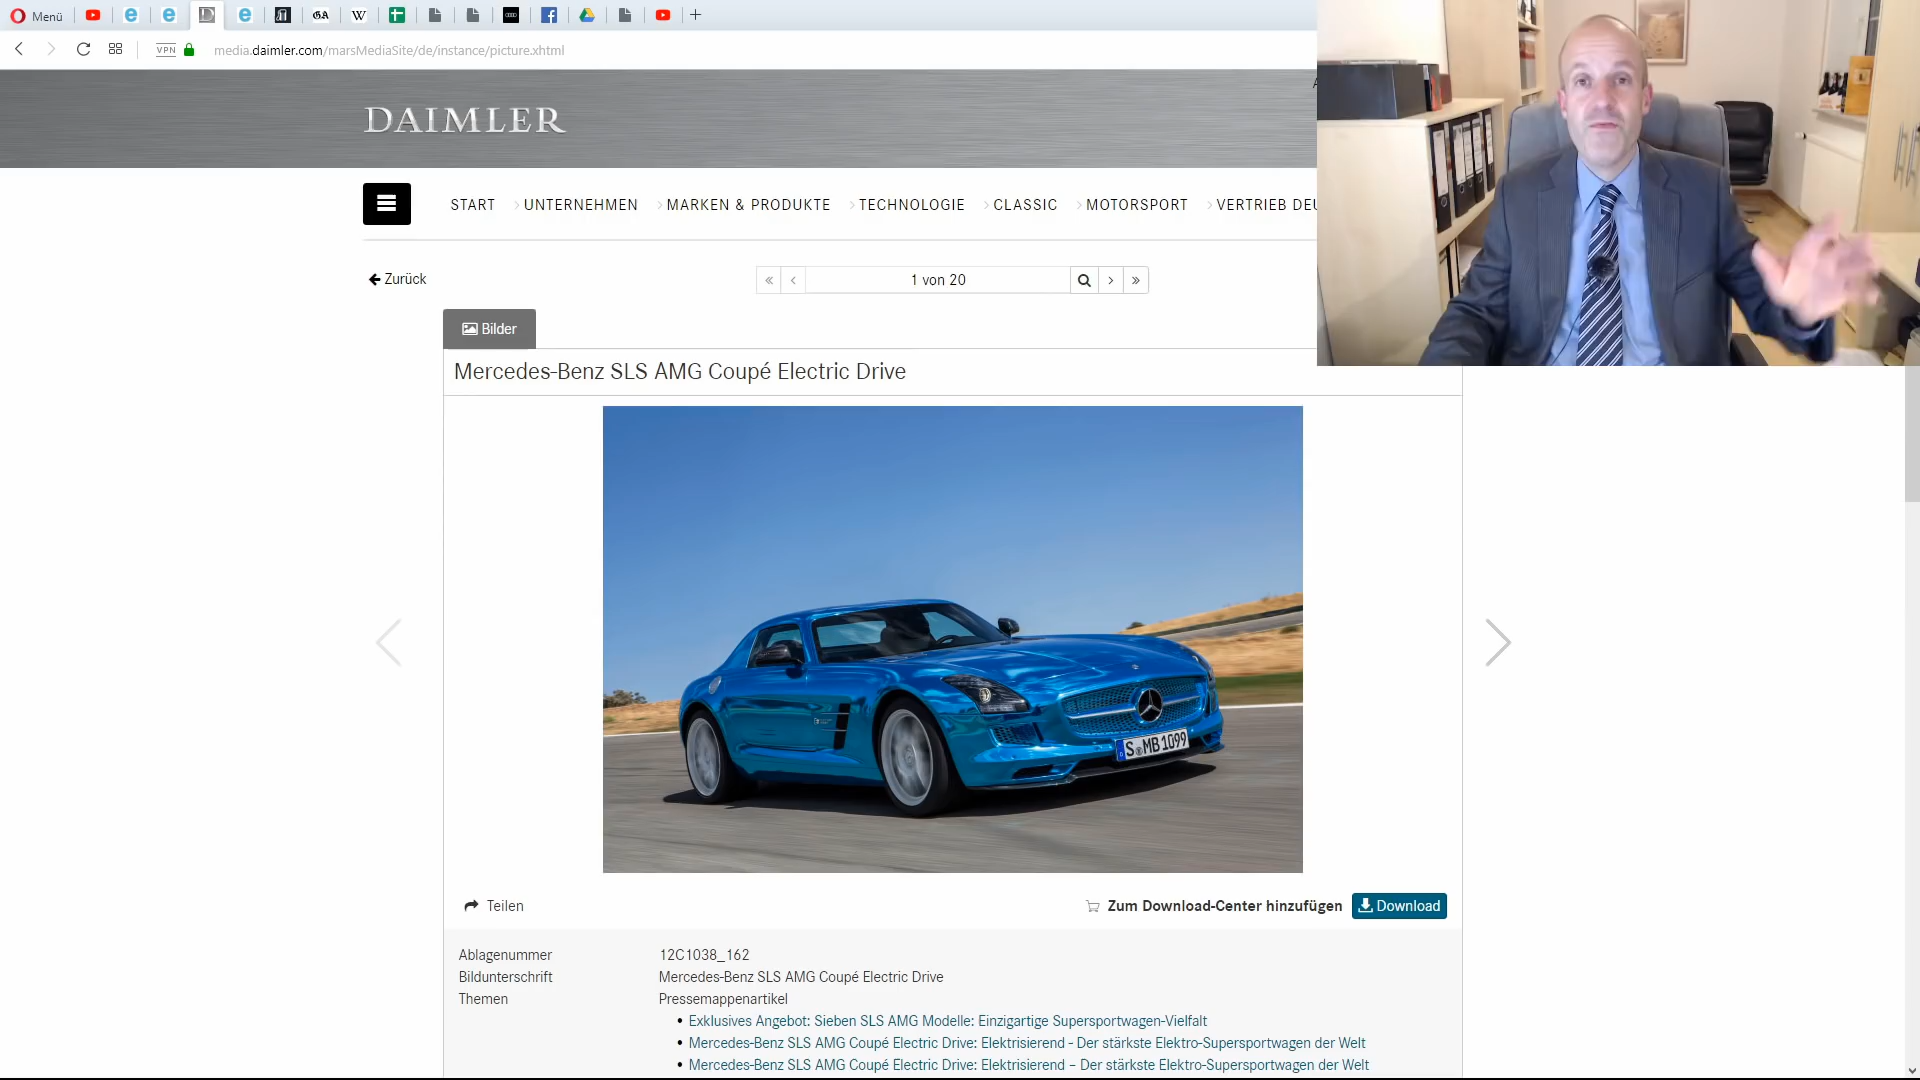 Menü
GA
W
VPN
media.daimler.com/marsMediaSite/de/instance/picture.xhtml
DAIMLER
START
UNTERNEHMEN
MARKEN & PRODUKTE
TECHNOLOGIE
CLASSIC
MOTORSPORT
VERTRIEB
Zurück
« ‹ 1 von 20 › »
Bilder
Mercedes-Benz SLS AMG Coupé Electric Drive
S MB 1099
Teilen
Zum Download-Center hinzufügen
Download
Ablagenummer 12C1038_162
Bildunterschrift Mercedes-Benz SLS AMG Coupé Electric Drive
Themen Pressemappenartikel
• Exklusives Angebot: Sieben SLS AMG Modelle: Einzigartige Supersportwagen-Vielfalt
• Mercedes-Benz SLS AMG Coupé Electric Drive: Elektrisierend - Der stärkste Elektro-Supersportwagen der Welt
• Mercedes-Benz SLS AMG Coupé Electric Drive: Elektrisierend – Der stärkste Elektro-Supersportwagen der Welt